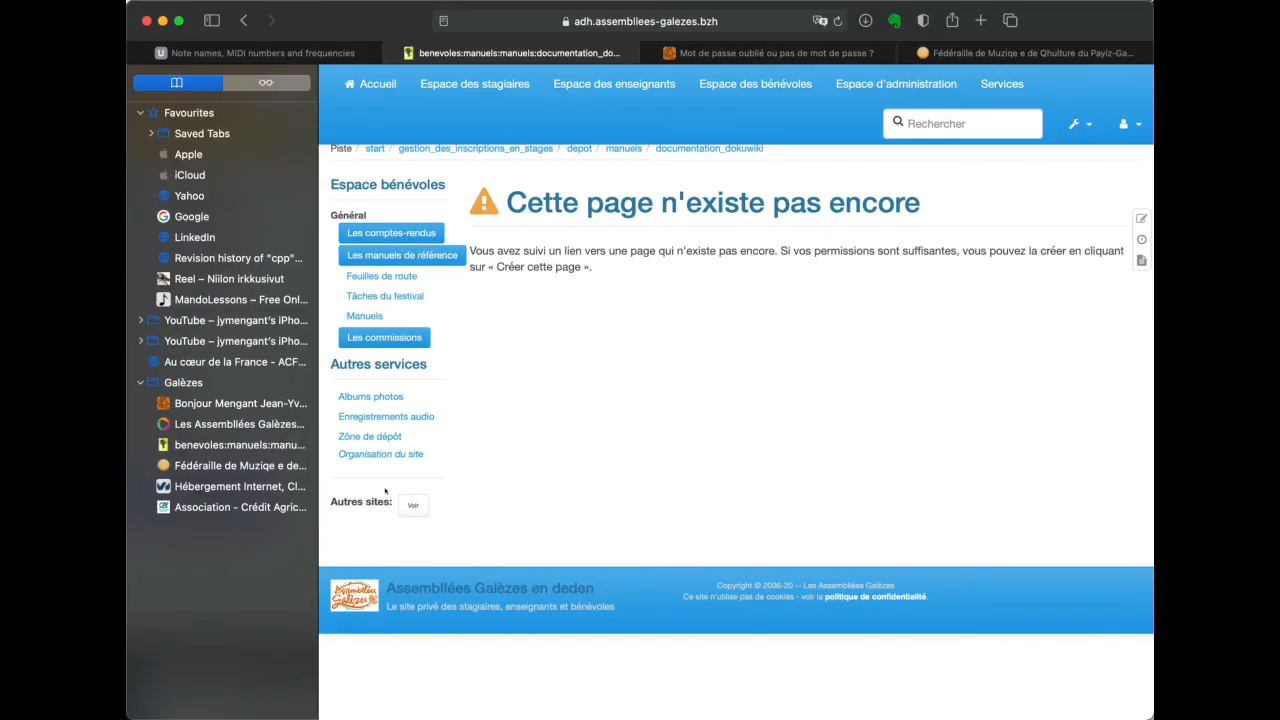 adh.assembllees-galezes.bzh
Note names, MIDI numbers and frequencies
benevoles:manuels:manuels:documentation_do...
Mot de passe oublié ou pas de mot de passe ?
Fédéraille de Muziqe e de Qhulture du Payiz-Ga...
Favourites
Saved Tabs
Apple
iCloud
Yahoo
Google
LinkedIn
Revision history of "cpp"...
Reel – Niilon irkkusivut
MandoLessons – Free Onl...
YouTube – jymengant's iPho...
YouTube – jymengant's iPho...
Au cœur de la France - ACF...
Galèzes
Bonjour Mengant Jean-Yv...
Les Assembllées Galèzes...
benevoles:manuels:manu...
Fédéraille de Muziqe e de...
Hébergement Internet, Cl...
Association - Crédit Agric...
Accueil
Espace des stagiaires
Espace des enseignants
Espace des bénévoles
Espace d'administration
Services
Rechercher
Piste / start / gestion_des_inscriptions_en_stages / depot / manuels / documentation_dokuwiki
Espace bénévoles
Général
Les comptes-rendus
Les manuels de référence
Feuilles de route
Tâches du festival
Manuels
Les commissions
Autres services
Albums photos
Enregistrements audio
Zône de dépôt
Organisation du site
Autres sites:
Voir
Cette page n'existe pas encore
Vous avez suivi un lien vers une page qui n'existe pas encore. Si vos permissions sont suffisantes, vous pouvez la créer en cliquant
sur « Créer cette page ».
Assembllées Galèzes
Assembllées Galèzes en deden
Le site privé des stagiaires, enseignants et bénévoles
Copyright © 2006-20 -- Les Assembllées Galèzes
Ce site n'utilise pas de cookies - voir la politique de confidentialité.